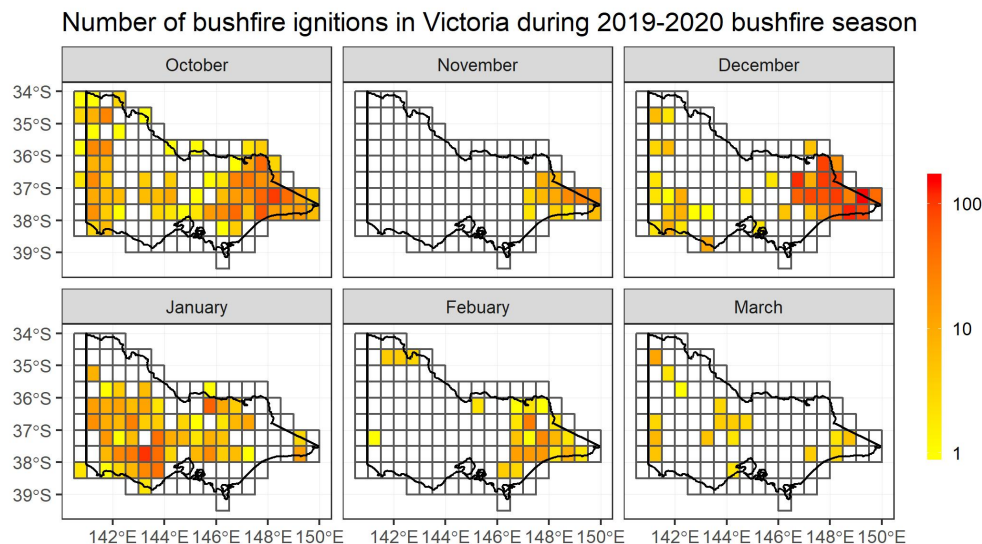 Number of bushfire ignitions in Victoria during 2019-2020 bushfire season
October November December
34°S
35°S
36°S
37°S
38°S
39°S
100
10
1
January Febuary March
34°S
35°S
36°S
37°S
38°S
39°S
142°E 144°E 146°E 148°E 150°E 142°E 144°E 146°E 148°E 150°E 142°E 144°E 146°E 148°E 150°E